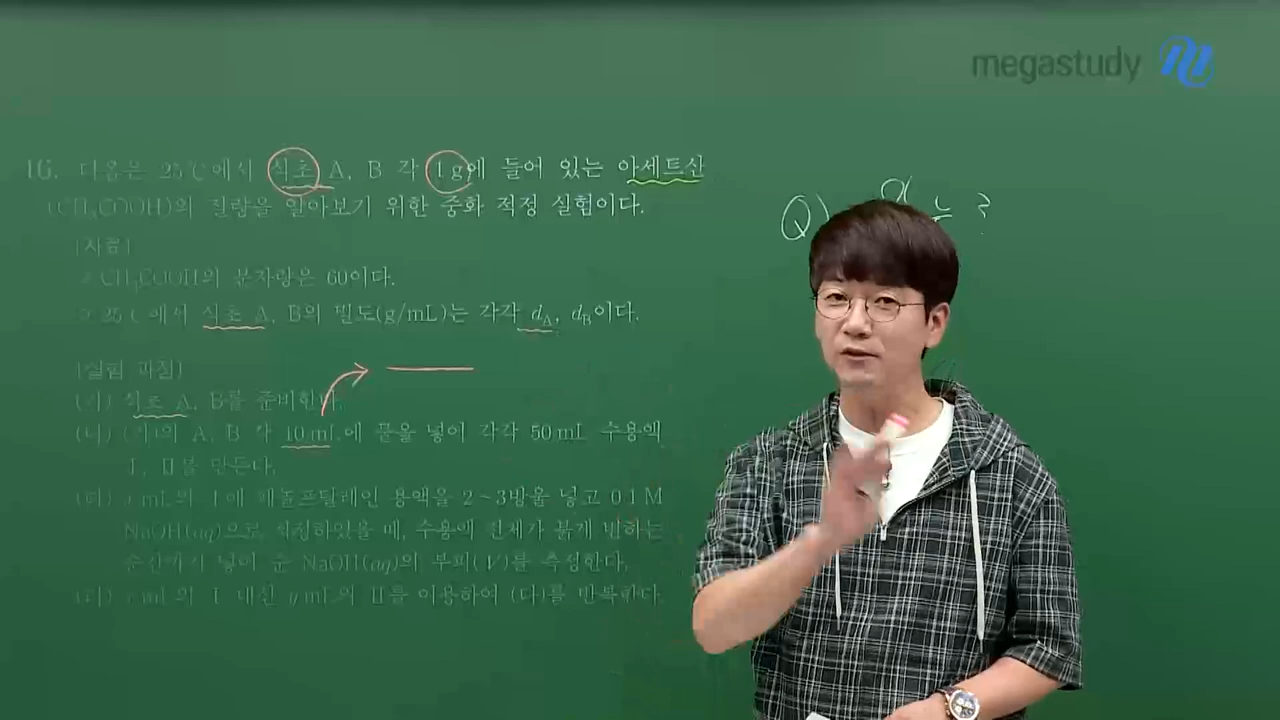 megastudy
16. 다음은 25℃에서 식초 A, B 각 1 g에 들어 있는 아세트산
(CH₃COOH)의 질량을 알아보기 위한 중화 적정 실험이다.
[자료]
○ CH₃COOH의 분자량은 60이다.
○ 25℃에서 식초 A, B의 밀도(g/mL)는 각각 dA, dB이다.
[실험 과정]
(가) 식초 A, B를 준비한다.
(나) (가)의 A, B 각 10 mL에 물을 넣어 각각 50 mL 수용액
Ⅰ, Ⅱ를 만든다.
(다) x mL의 Ⅰ에 페놀프탈레인 용액을 2~3방울 넣고 0.1 M
NaOH(aq)으로 적정하였을 때, 수용액 전체가 붉게 변하는
순간까지 넣어 준 NaOH(aq)의 부피(V)를 측정한다.
(라) x mL의 Ⅰ 대신 y mL의 Ⅱ를 이용하여 (다)를 반복한다.
Q) 는 ?